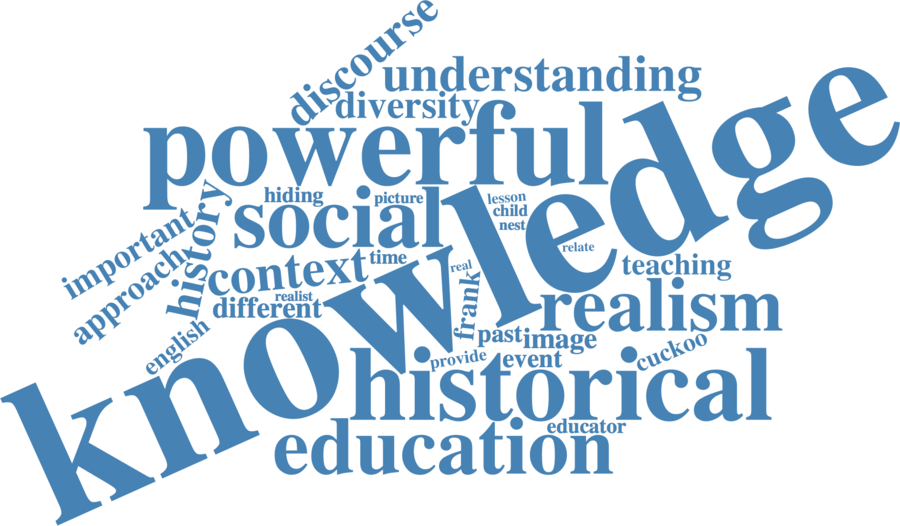 discourse
understanding
diversity
powerful
knowledge
hiding
picture
lesson
child
nest
social
history
important
approach
context
time
real
relate
teaching
realist
different
frank
realism
english
past
image
provide
event
cuckoo
historical
educator
education